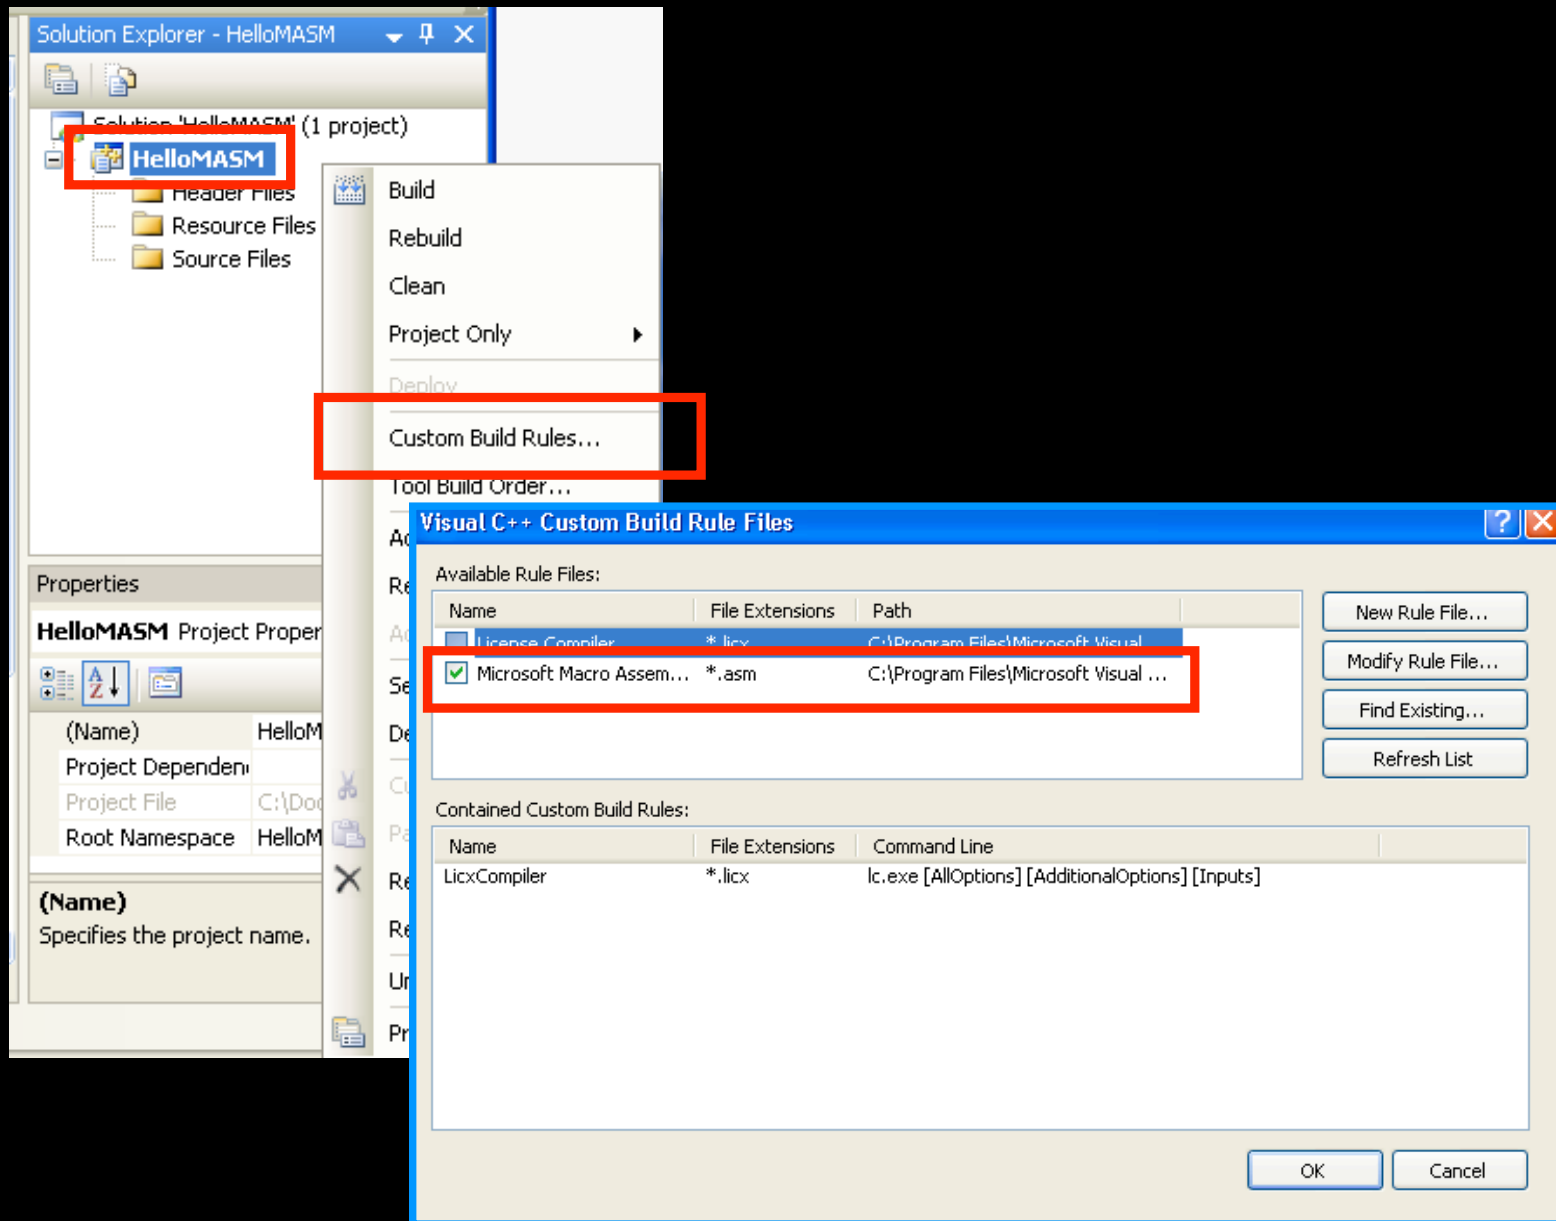 Solution Explorer - HelloMASM
Solution 'HelloMASM' (1 project)
HelloMASM
Header Files
Resource Files
Source Files
Build
Rebuild
Clean
Project Only
Deploy
Custom Build Rules...
Tool Build Order...
Properties
HelloMASM Project Proper
(Name) HelloM
Project Dependen
Project File C:\Doc
Root Namespace HelloM
(Name)
Specifies the project name.
Visual C++ Custom Build Rule Files
Available Rule Files:
Name File Extensions Path
License Compiler *.licx C:\Program Files\Microsoft Visual
Microsoft Macro Assem... *.asm C:\Program Files\Microsoft Visual ...
New Rule File...
Modify Rule File...
Find Existing...
Refresh List
Contained Custom Build Rules:
Name File Extensions Command Line
LicxCompiler *.licx lc.exe [AllOptions] [AdditionalOptions] [Inputs]
OK Cancel